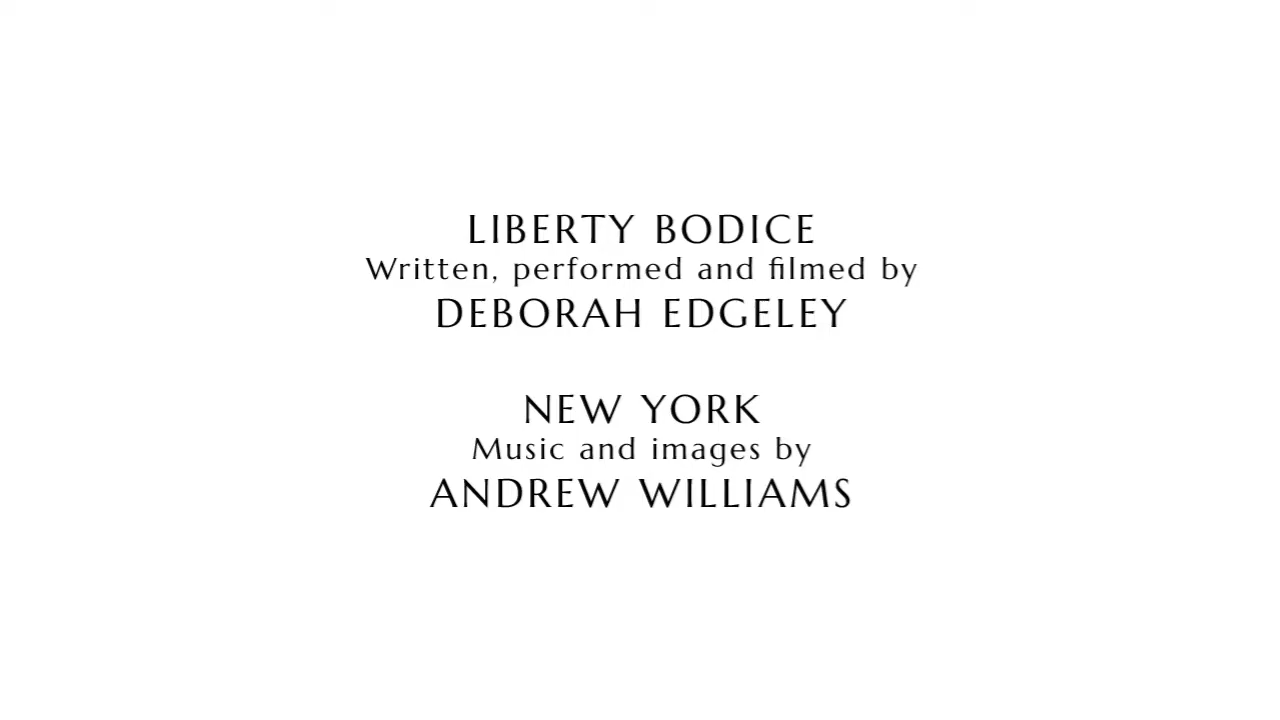 LIBERTY BODICE
Written, performed and filmed by
DEBORAH EDGELEY
NEW YORK
Music and images by
ANDREW WILLIAMS